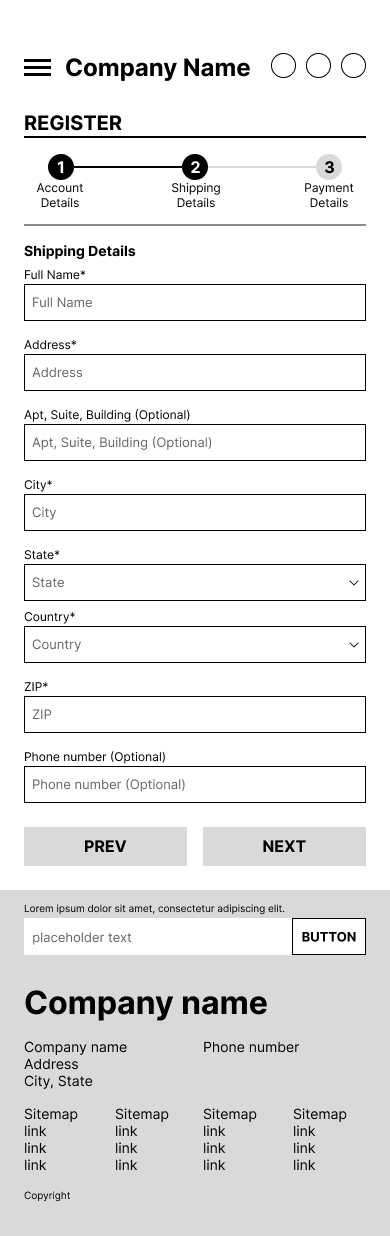 Company Name
REGISTER
1 2 3
Account Shipping Payment
Details Details Details
Shipping Details
Full Name*
Full Name
Address*
Address
Apt, Suite, Building (Optional)
Apt, Suite, Building (Optional)
City*
City
State*
State
Country*
Country
ZIP*
ZIP
Phone number (Optional)
Phone number (Optional)
PREV NEXT
Lorem ipsum dolor sit amet, consectetur adipiscing elit.
placeholder text BUTTON
Company name
Company name Phone number
Address
City, State
Sitemap Sitemap Sitemap Sitemap
link link link link
link link link link
link link link link
Copyright